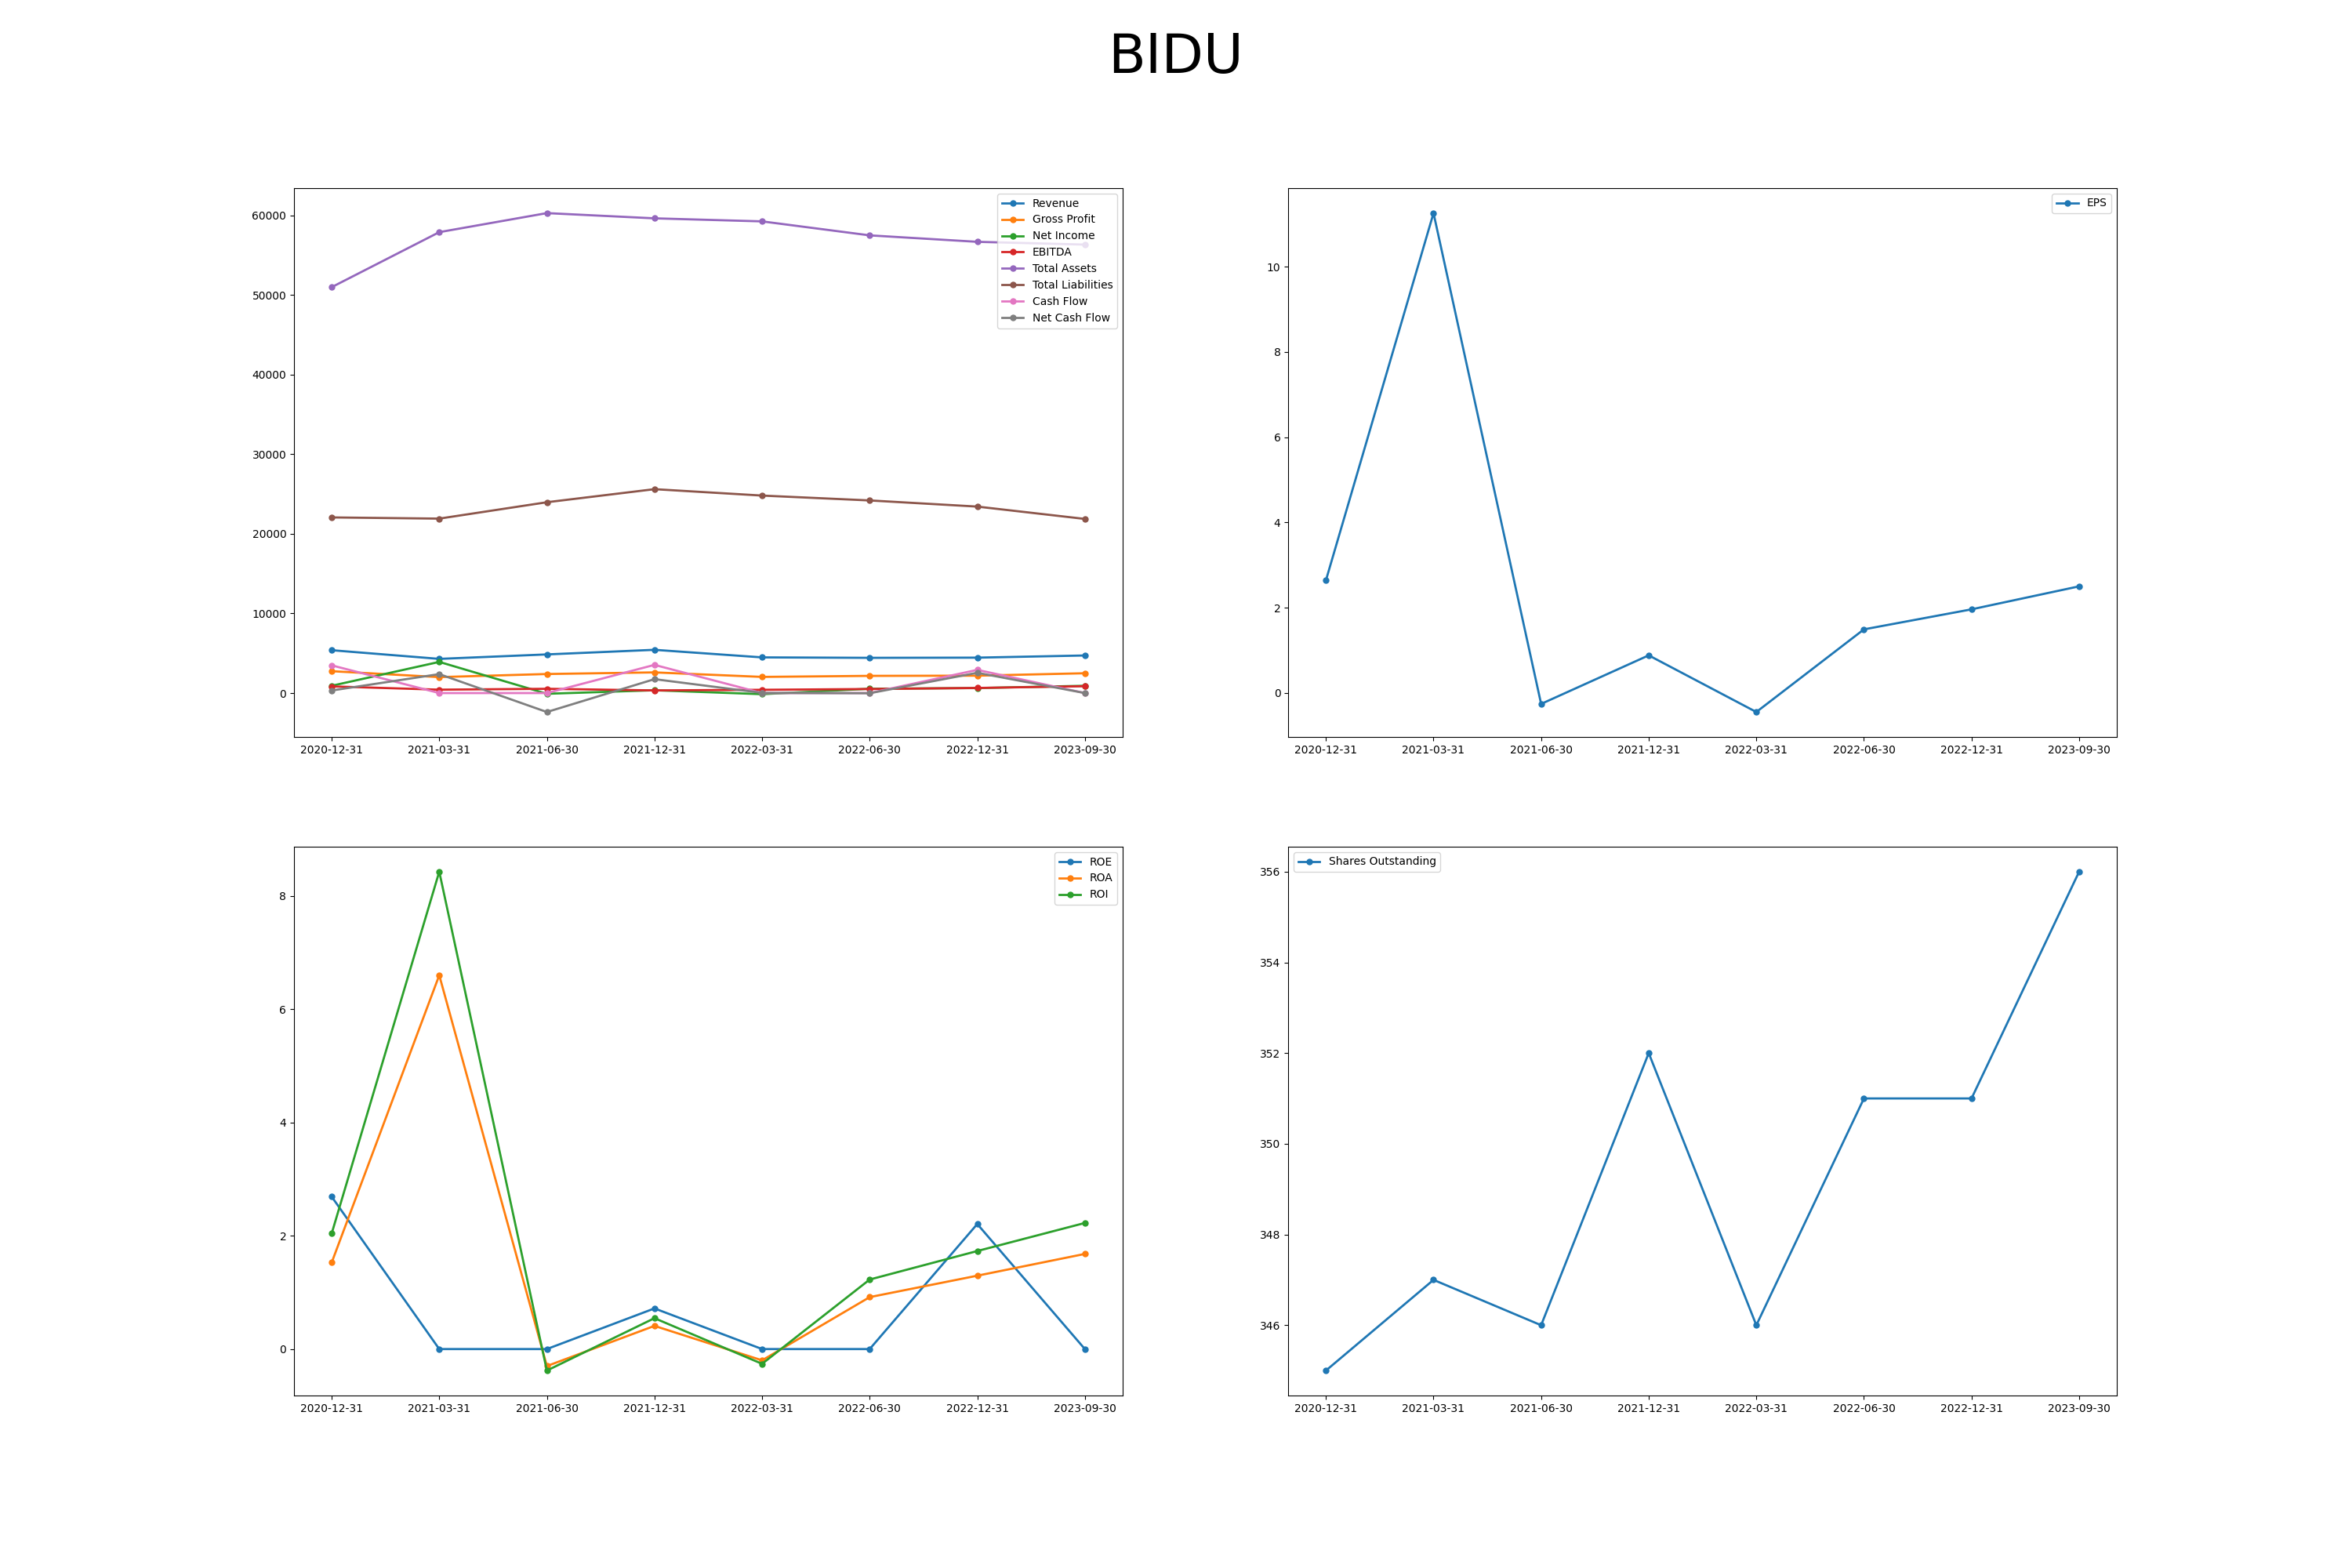 BIDU
60000
50000
40000
30000
20000
10000
0
Revenue
Gross Profit
Net Income
EBITDA
Total Assets
Total Liabilities
Cash Flow
Net Cash Flow
2020-12-31 2021-03-31 2021-06-30 2021-12-31 2022-03-31 2022-06-30 2022-12-31 2023-09-30
10
8
6
4
2
0
EPS
2020-12-31 2021-03-31 2021-06-30 2021-12-31 2022-03-31 2022-06-30 2022-12-31 2023-09-30
8
6
4
2
0
ROE
ROA
ROI
2020-12-31 2021-03-31 2021-06-30 2021-12-31 2022-03-31 2022-06-30 2022-12-31 2023-09-30
356
354
352
350
348
346
Shares Outstanding
2020-12-31 2021-03-31 2021-06-30 2021-12-31 2022-03-31 2022-06-30 2022-12-31 2023-09-30